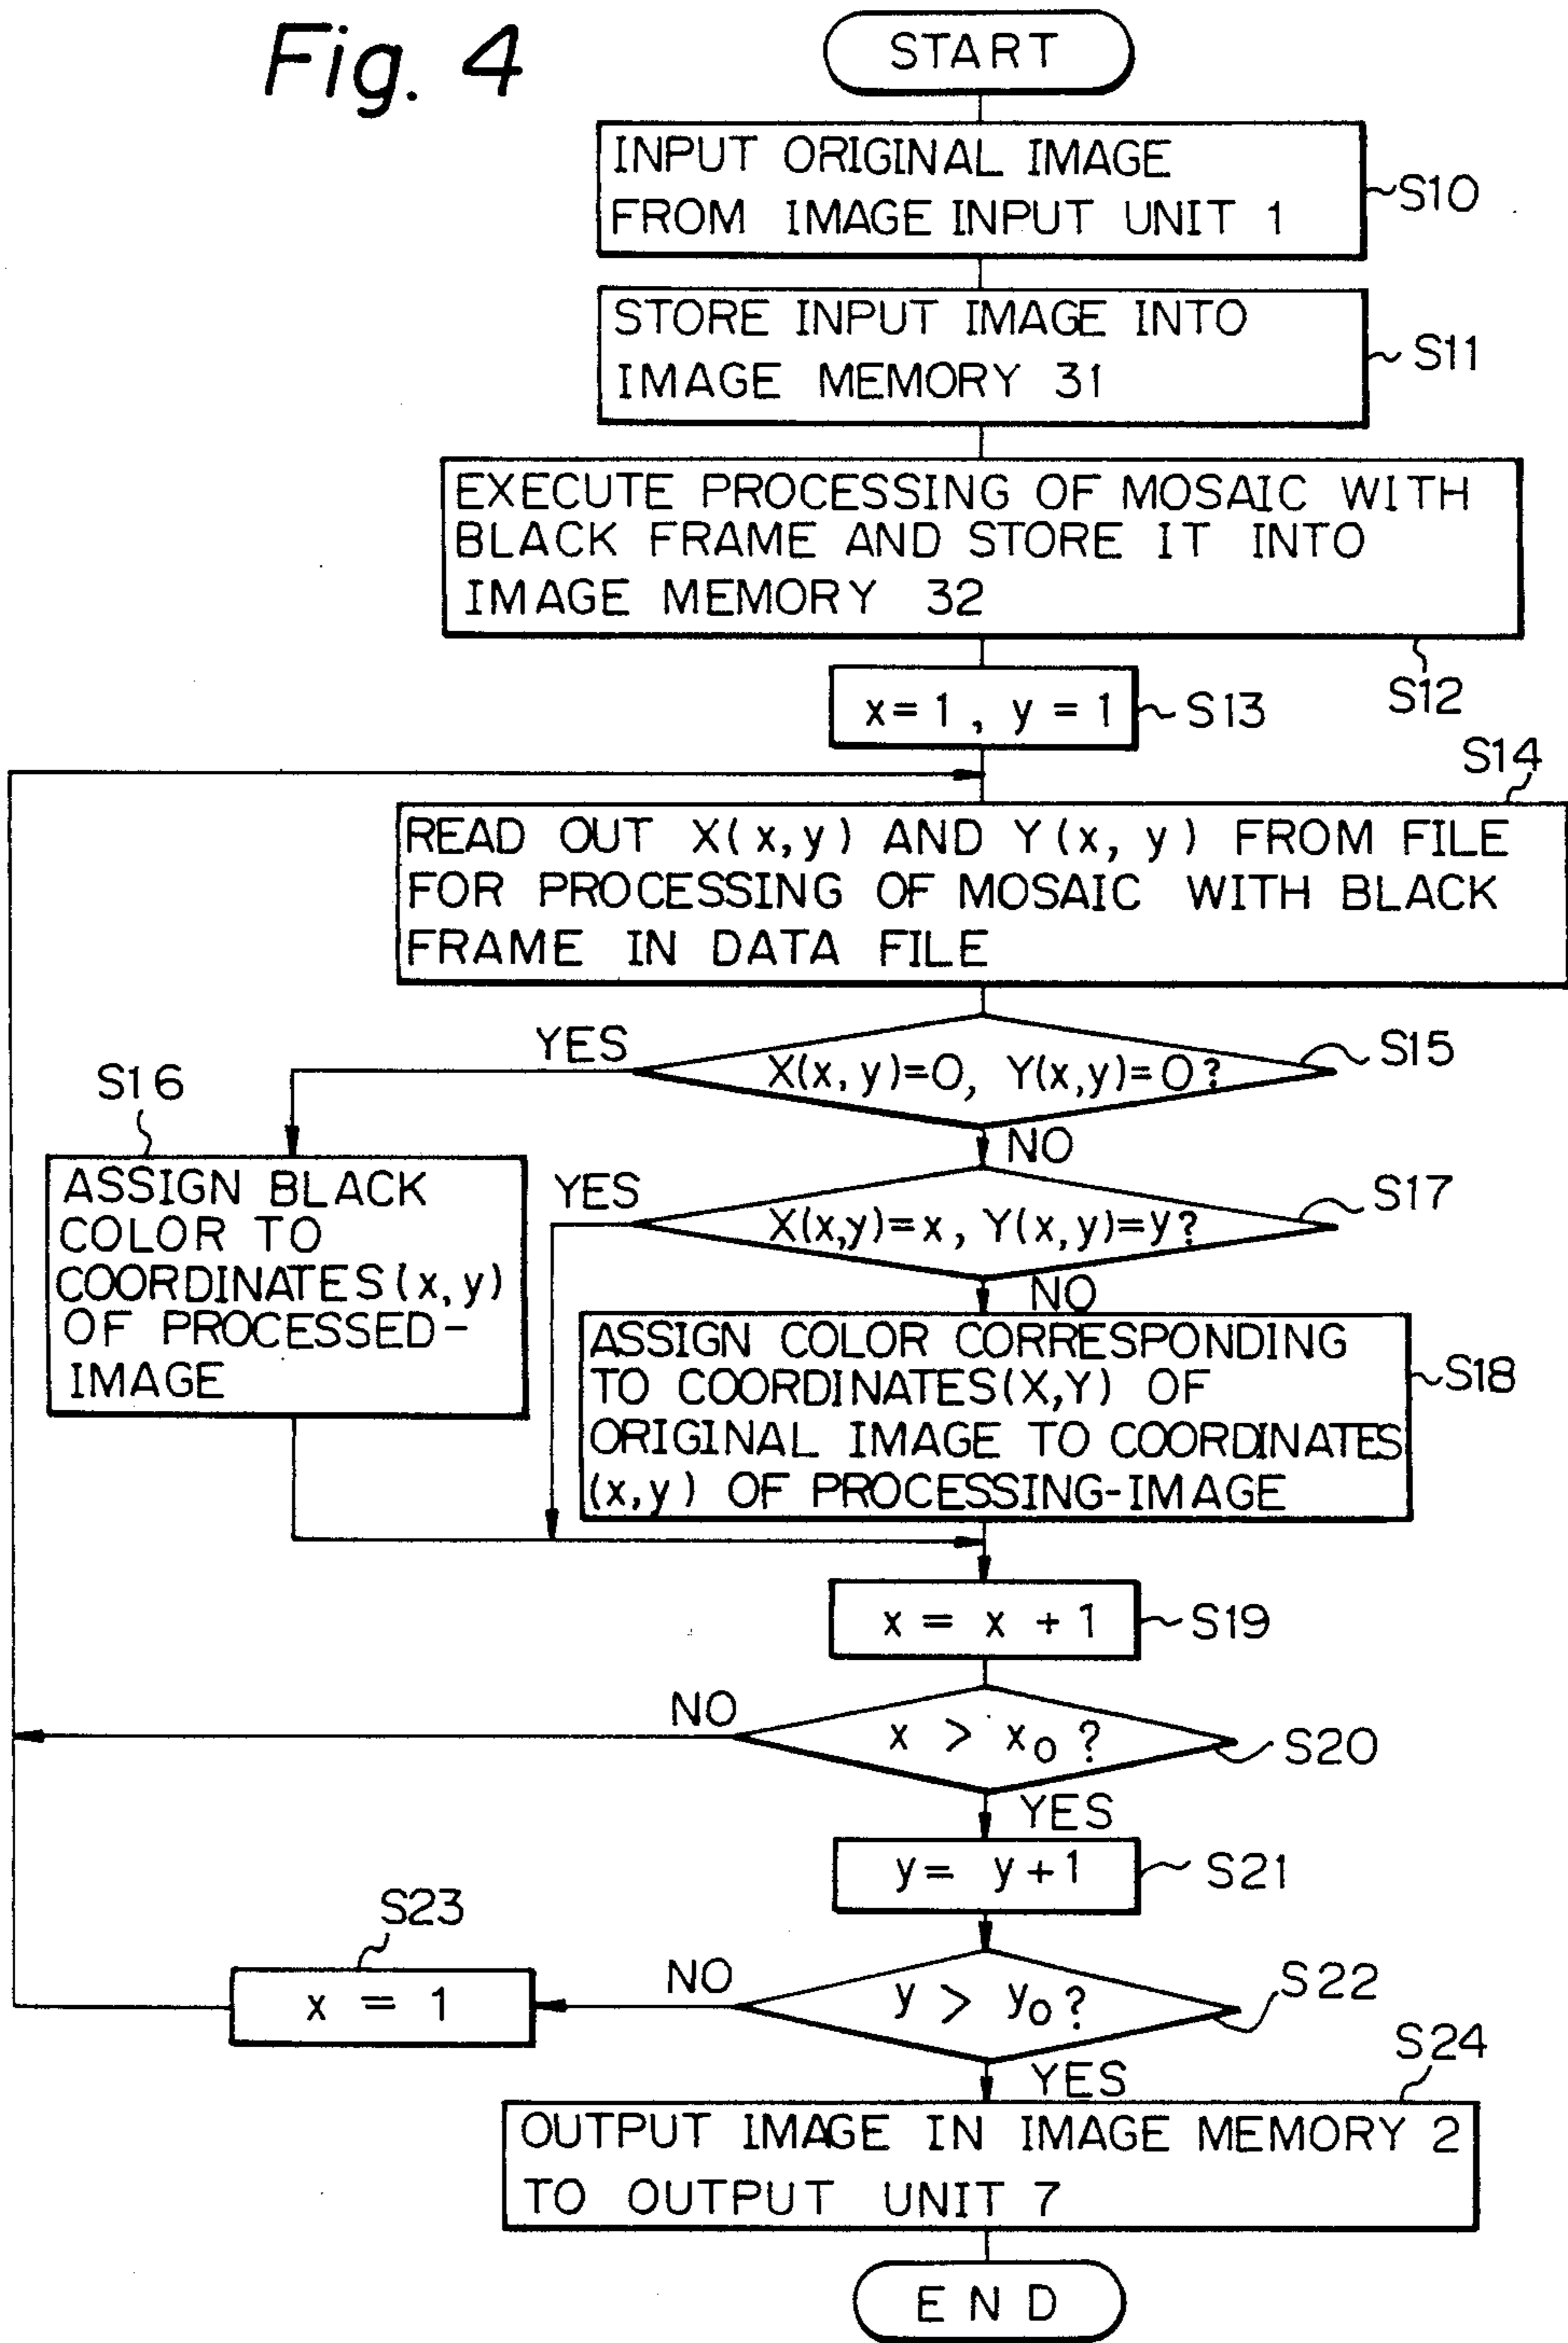 Fig. 4
START
INPUT ORIGINAL IMAGE
FROM IMAGE INPUT UNIT 1
S10
STORE INPUT IMAGE INTO
IMAGE MEMORY 31
S11
EXECUTE PROCESSING OF MOSAIC WITH
BLACK FRAME AND STORE IT INTO
IMAGE MEMORY 32
S12
x=1, y=1
S13
S14
READ OUT X(x,y) AND Y(x, y) FROM FILE
FOR PROCESSING OF MOSAIC WITH BLACK
FRAME IN DATA FILE
YES
X(x, y)=0, Y(x,y)=0?
S15
NO
S16
ASSIGN BLACK
COLOR TO
COORDINATES(x,y)
OF PROCESSED-
IMAGE
YES
X(x,y)=x, Y(x,y)=y?
S17
NO
ASSIGN COLOR CORRESPONDING
TO COORDINATES(X,Y) OF
ORIGINAL IMAGE TO COORDINATES
(x,y) OF PROCESSING-IMAGE
S18
x = x + 1
S19
NO
x > x0 ?
S20
YES
y= y+1
S21
S23
x = 1
NO
y > y0?
S22
YES
S24
OUTPUT IMAGE IN IMAGE MEMORY 2
TO OUTPUT UNIT 7
END